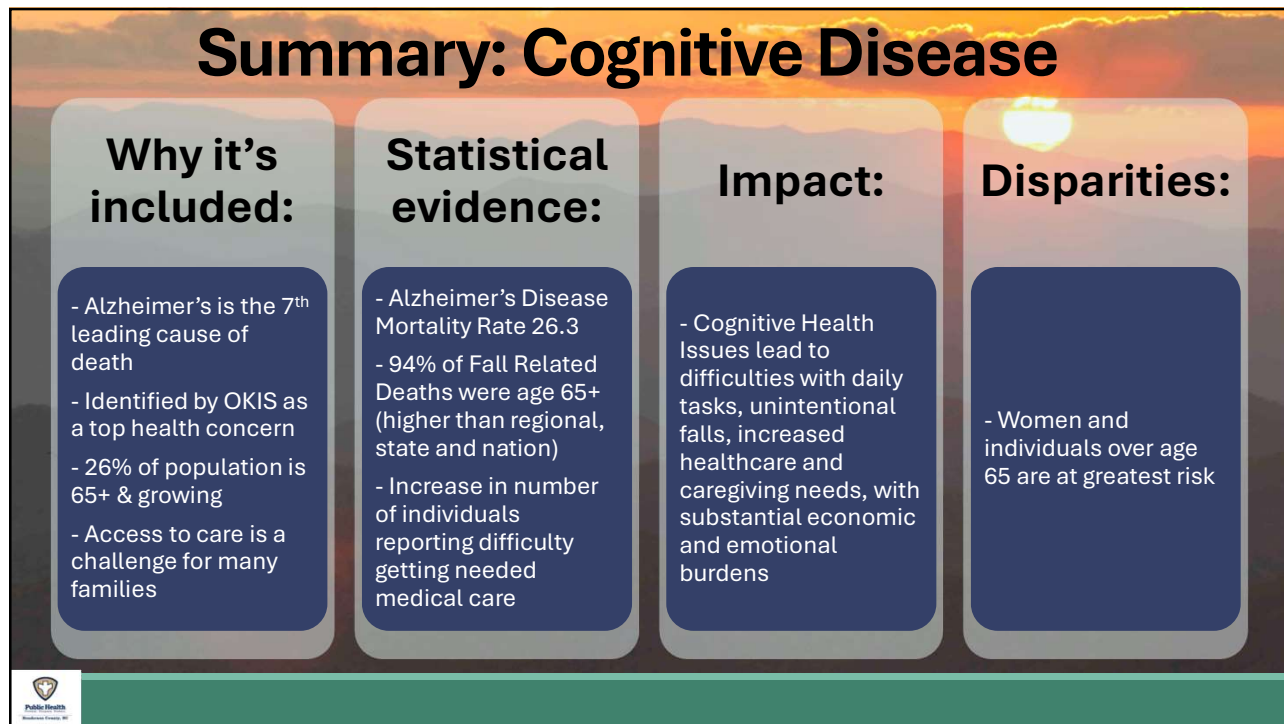 Summary: Cognitive Disease
Why it's
included:
- Alzheimer's is the 7th
leading cause of
death
- Identified by OKIS as
a top health concern
- 26% of population is
65+ & growing
- Access to care is a
challenge for many
families
Statistical
evidence:
- Alzheimer's Disease
Mortality Rate 26.3
- 94% of Fall Related
Deaths were age 65+
(higher than regional,
state and nation)
- Increase in number
of individuals
reporting difficulty
getting needed
medical care
Impact:
- Cognitive Health
Issues lead to
difficulties with daily
tasks, unintentional
falls, increased
healthcare and
caregiving needs, with
substantial economic
and emotional
burdens
Disparities:
- Women and
individuals over age
65 are at greatest risk
Public Health
Henderson County, NC